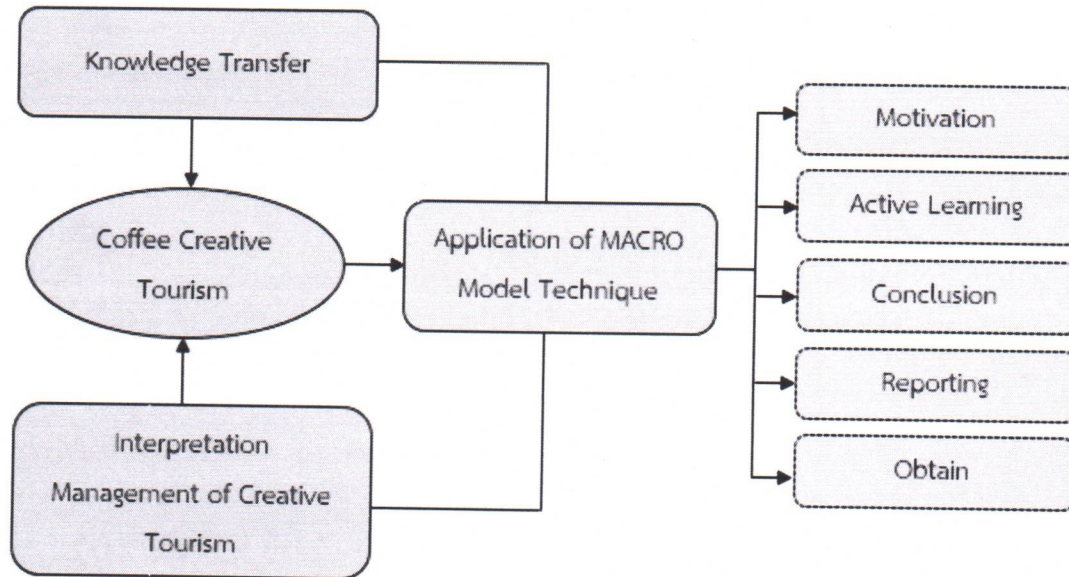 Knowledge Transfer
Coffee Creative
Tourism
Interpretation
Management of Creative
Tourism
Application of MACRO
Model Technique
Motivation
Active Learning
Conclusion
Reporting
Obtain